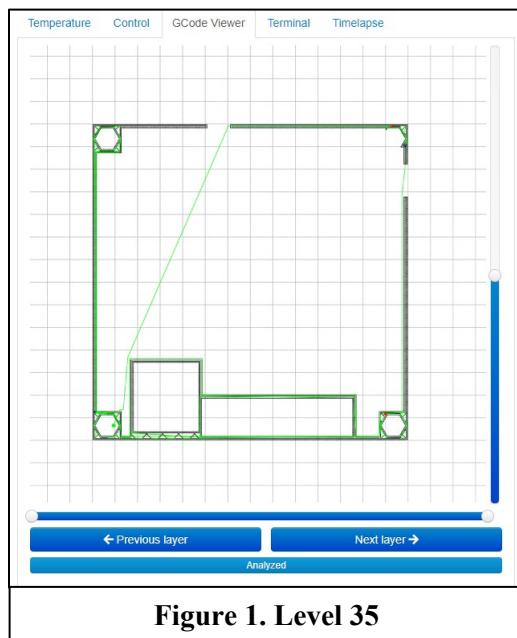 Temperature Control GCode Viewer Terminal Timelapse
← Previous layer Next layer →
Analyzed
Figure 1. Level 35